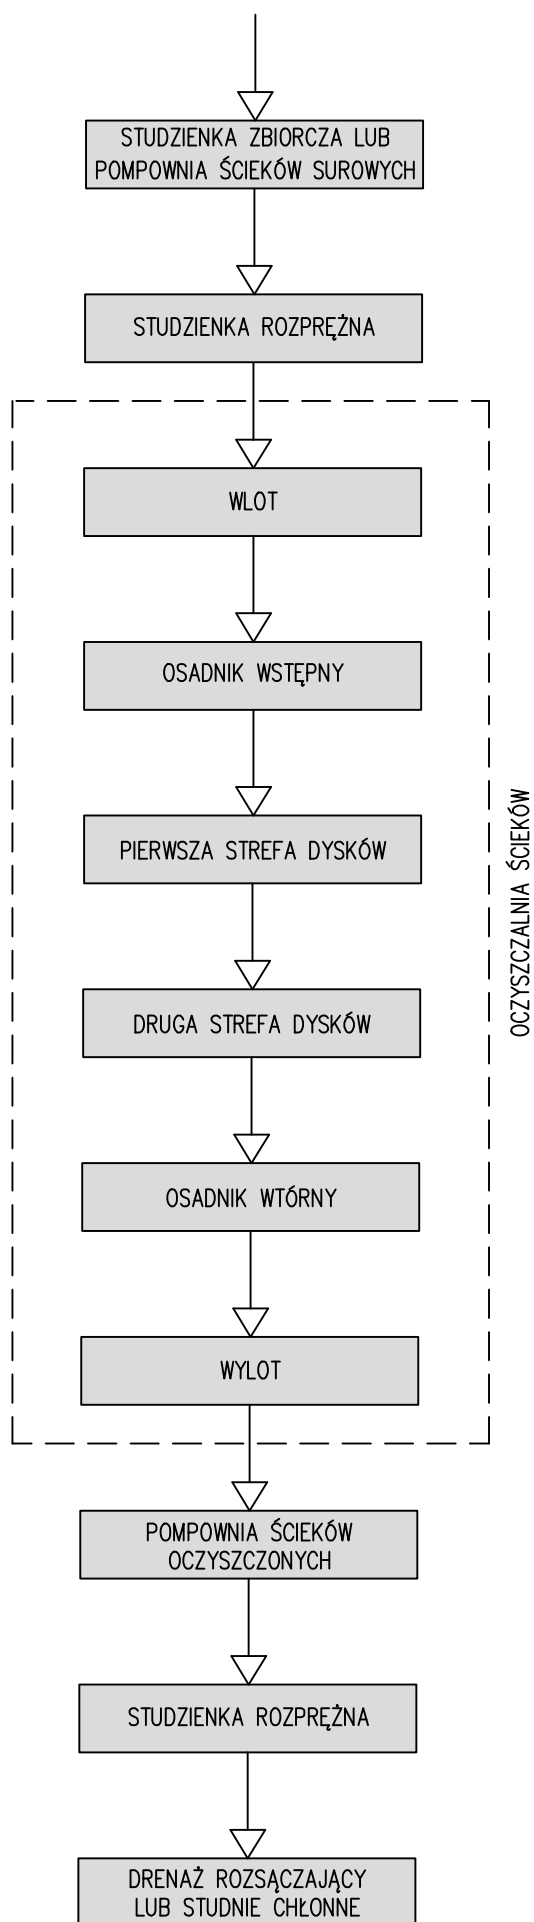 STUDZIENKA ZBIORCZA LUB
POMPOWNIA ŚCIEKÓW SUROWYCH
STUDZIENKA ROZPRĘŻNA
WLOT
OSADNIK WSTĘPNY
PIERWSZA STREFA DYSKÓW
DRUGA STREFA DYSKÓW
OSADNIK WTÓRNY
WYLOT
OCZYSZCZALNIA ŚCIEKÓW
POMPOWNIA ŚCIEKÓW
OCZYSZCZONYCH
STUDZIENKA ROZPRĘŻNA
DRENAŻ ROZSĄCZAJĄCY
LUB STUDNIE CHŁONNE